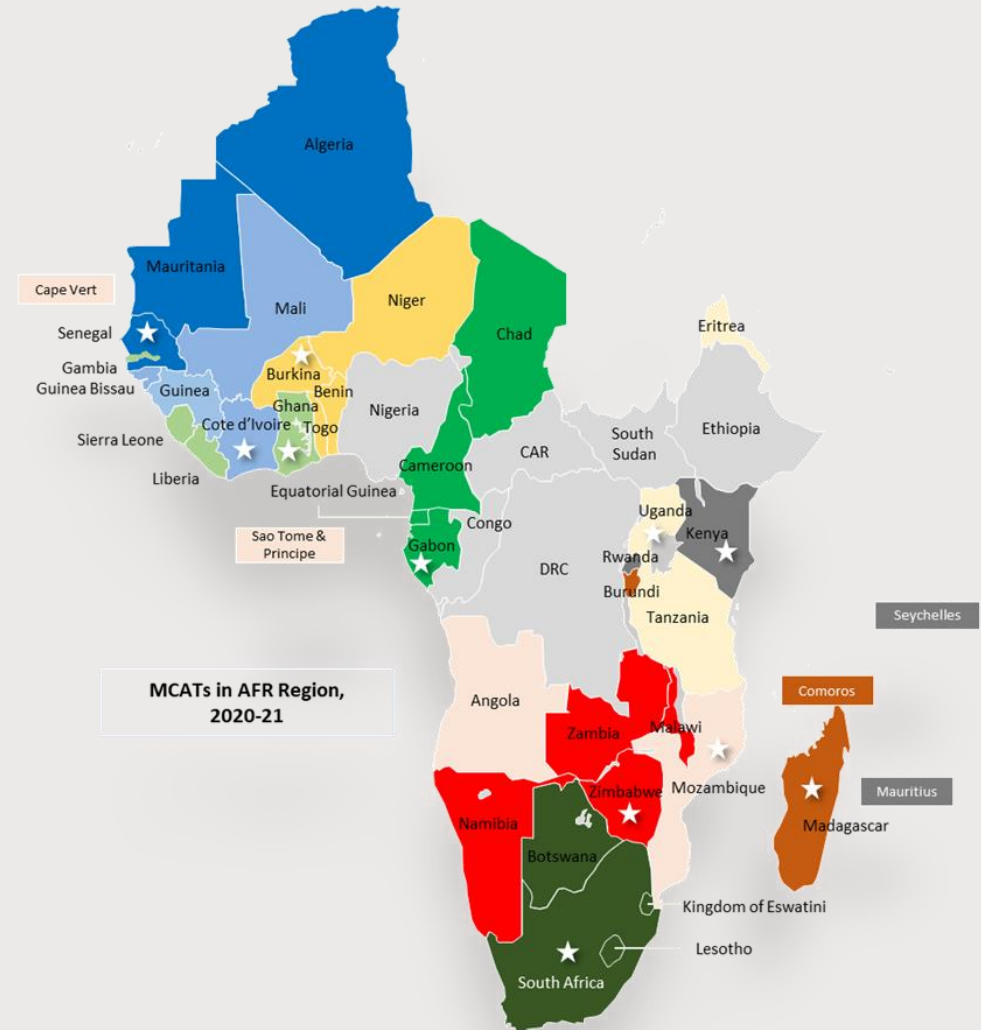 Algeria
Mauritania
Cape Vert
Mali
Niger
Chad
Eritrea
Senegal
Gambia
Guinea Bissau
Guinea
Burkina
Benin
Ghana
Togo
Nigeria
Cote d'Ivoire
Sierra Leone
Liberia
Ethiopia
South
Sudan
CAR
Cameroon
Equatorial Guinea
Sao Tome &
Principe
Congo
Gabon
Uganda
Kenya
Rwanda
DRC
Burundi
Tanzania
Seychelles
MCATs in AFR Region,
2020-21
Angola
Comoros
Zambia
Malawi
Zimbabwe
Mozambique
Mauritius
Namibia
Madagascar
Botswana
Kingdom of Eswatini
Lesotho
South Africa